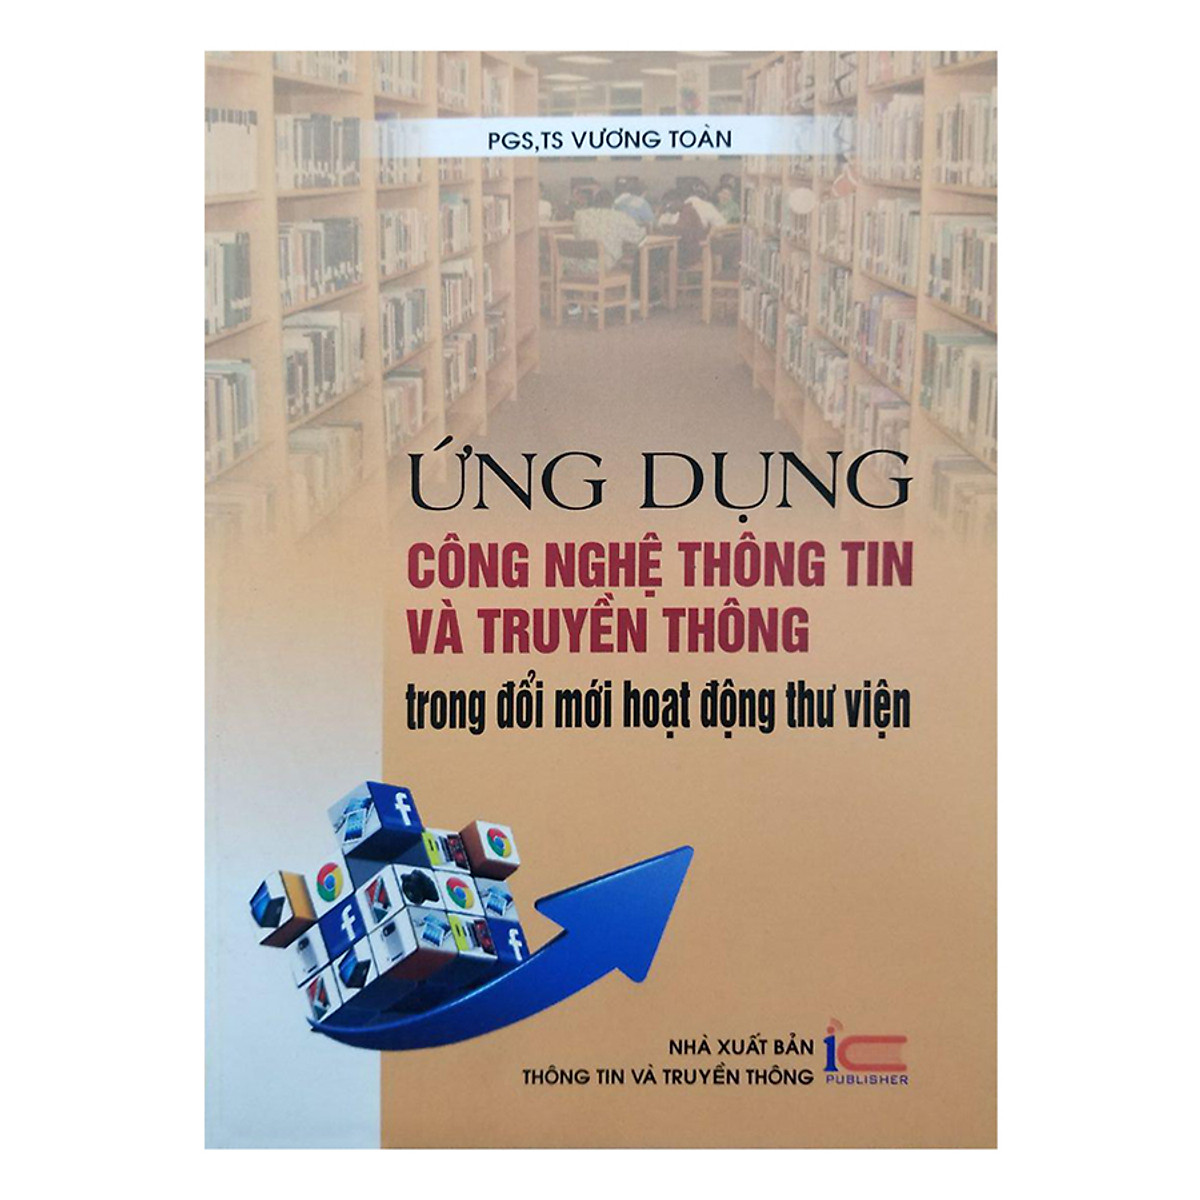 PGS,TS VƯƠNG TOÀN
ỨNG DỤNG
CÔNG NGHỆ THÔNG TIN
VÀ TRUYỀN THÔNG
trong đổi mới hoạt động thư viện
f
f
f
NHÀ XUẤT BẢN
THÔNG TIN VÀ TRUYỀN THÔNG
ic
PUBLISHER